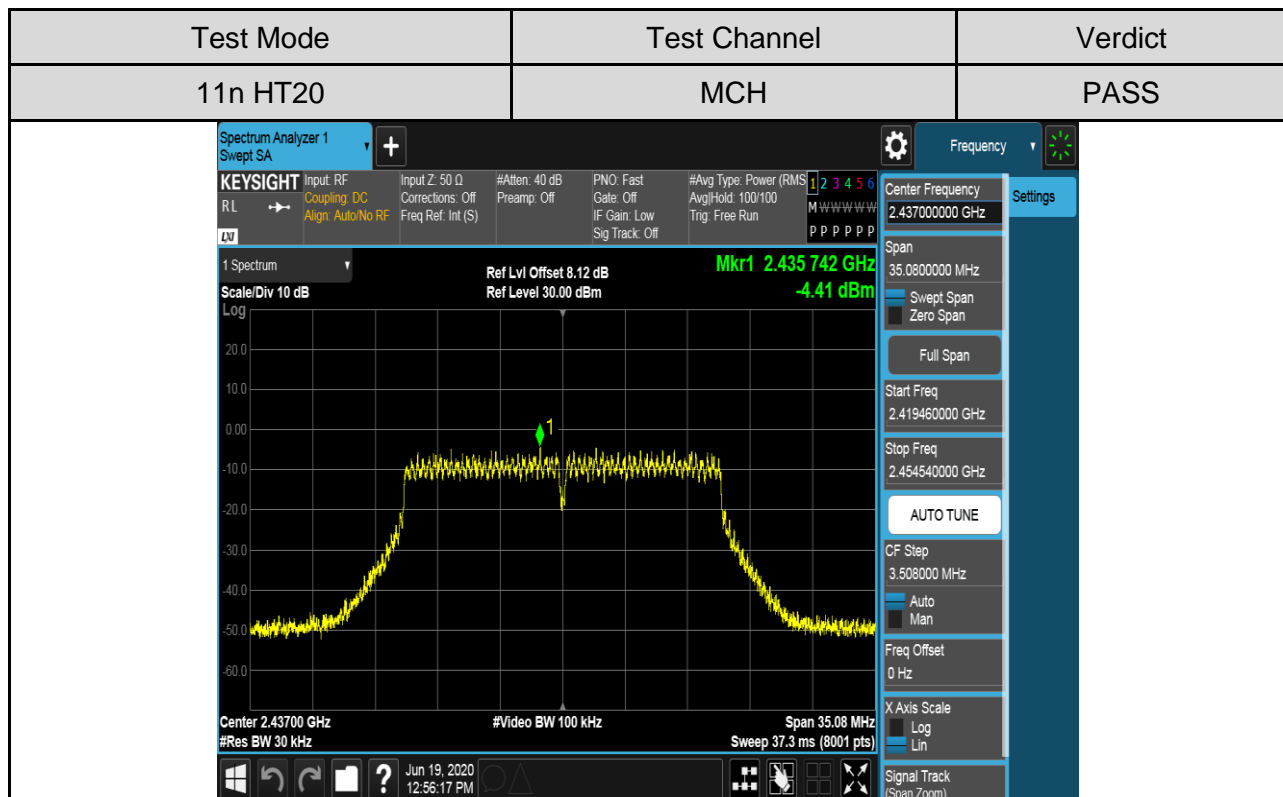 Test Mode Test Channel Verdict
11n HT20 MCH PASS
Spectrum Analyzer 1
Swept SA
+
Frequency
KEYSIGHT Input: RF Input Z: 50 Ω #Atten: 40 dB PNO: Fast #Avg Type: Power (RMS 1 2 3 4 5 6
Coupling: DC Corrections: Off Preamp: Off Gate: Off Avg|Hold: 100/100
R L Align: Auto/No RF Freq Ref: Int (S) IF Gain: Low Trig: Free Run M W W W W W
LXI Sig Track: Off P P P P P P
1 Spectrum
Scale/Div 10 dB
Ref Lvl Offset 8.12 dB
Ref Level 30.00 dBm
Mkr1 2.435 742 GHz
-4.41 dBm
Log
20.0
10.0
0.00
-10.0
-20.0
-30.0
-40.0
-50.0
-60.0
1
Center 2.43700 GHz #Video BW 100 kHz Span 35.08 MHz
#Res BW 30 kHz Sweep 37.3 ms (8001 pts)
? Jun 19, 2020
12:56:17 PM
Center Frequency
2.437000000 GHz
Settings
Span
35.0800000 MHz
Swept Span
Zero Span
Full Span
Start Freq
2.419460000 GHz
Stop Freq
2.454540000 GHz
AUTO TUNE
CF Step
3.508000 MHz
Auto
Man
Freq Offset
0 Hz
X Axis Scale
Log
Lin
Signal Track
(Span Zoom)